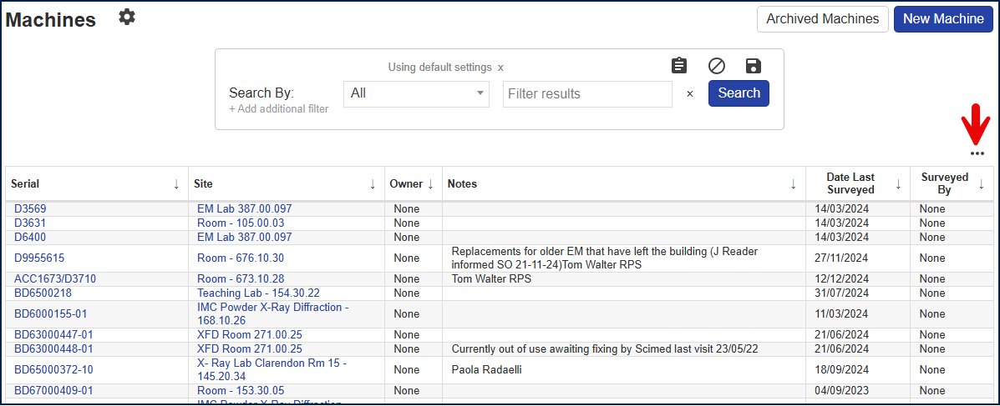 Machines
Archived Machines
New Machine
Using default settings x
Search By:
All
Filter results
×
Search
+ Add additional filter
Serial ↓ Site ↓ Owner ↓ Notes ↓ Date Last Surveyed ↓ Surveyed By ↓
D3569 EM Lab 387.00.097 None 14/03/2024 None
D3631 Room - 105.00.03 None 14/03/2024 None
D6400 EM Lab 387.00.097 None 14/03/2024 None
D9955615 Room - 676.10.30 None Replacements for older EM that have left the building (J Reader
informed SO 21-11-24)Tom Walter RPS 27/11/2024 None
ACC1673/D3710 Room - 673.10.28 None Tom Walter RPS 12/12/2024 None
BD6500218 Teaching Lab - 154.30.22 None 31/07/2024 None
BD6000155-01 IMC Powder X-Ray Diffraction -
168.10.26 None 11/03/2024 None
BD63000447-01 XFD Room 271.00.25 None 21/06/2024 None
BD63000448-01 XFD Room 271.00.25 None Currently out of use awaiting fixing by Scimed last visit 23/05/22 21/06/2024 None
BD65000372-10 X- Ray Lab Clarendon Rm 15 -
145.20.34 None Paola Radaelli 18/09/2024 None
BD67000409-01 Room - 153.30.05 None 04/09/2023 None
IMC Powder X-Ray Diffraction -